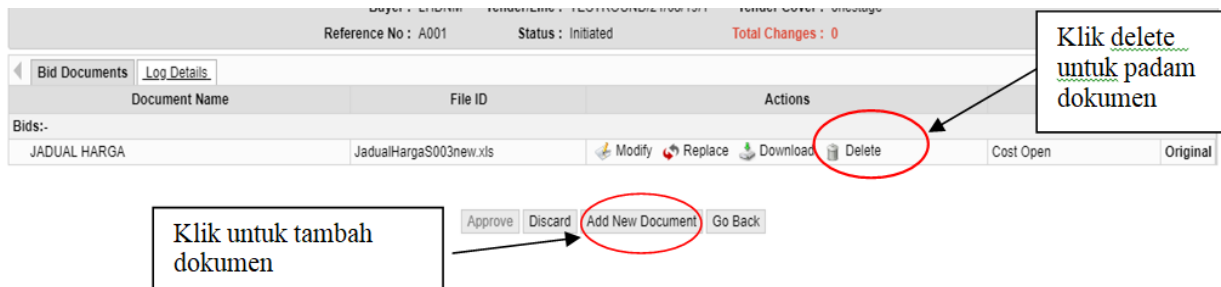 Reference No : A001 Status : Initiated Total Changes : 0
Klik delete
untuk padam
dokumen
Bid Documents Log Details
Document Name File ID Actions
Bids:-
JADUAL HARGA JadualHargaS003new.xls Modify Replace Download Delete Cost Open Original
Approve Discard Add New Document Go Back
Klik untuk tambah
dokumen